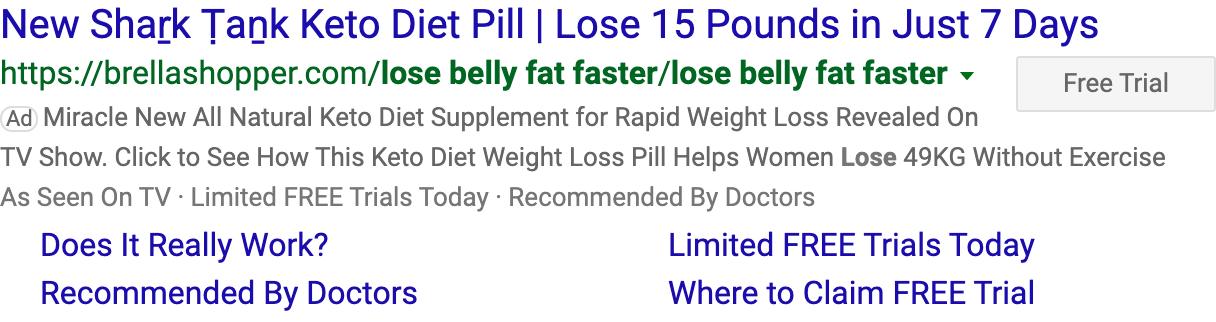 New Shaṟk Ṭaṉk Keto Diet Pill | Lose 15 Pounds in Just 7 Days
https://brellashopper.com/lose belly fat faster/lose belly fat faster
Free Trial
Ad Miracle New All Natural Keto Diet Supplement for Rapid Weight Loss Revealed On
TV Show. Click to See How This Keto Diet Weight Loss Pill Helps Women Lose 49KG Without Exercise
As Seen On TV · Limited FREE Trials Today · Recommended By Doctors
Does It Really Work?
Limited FREE Trials Today
Recommended By Doctors
Where to Claim FREE Trial